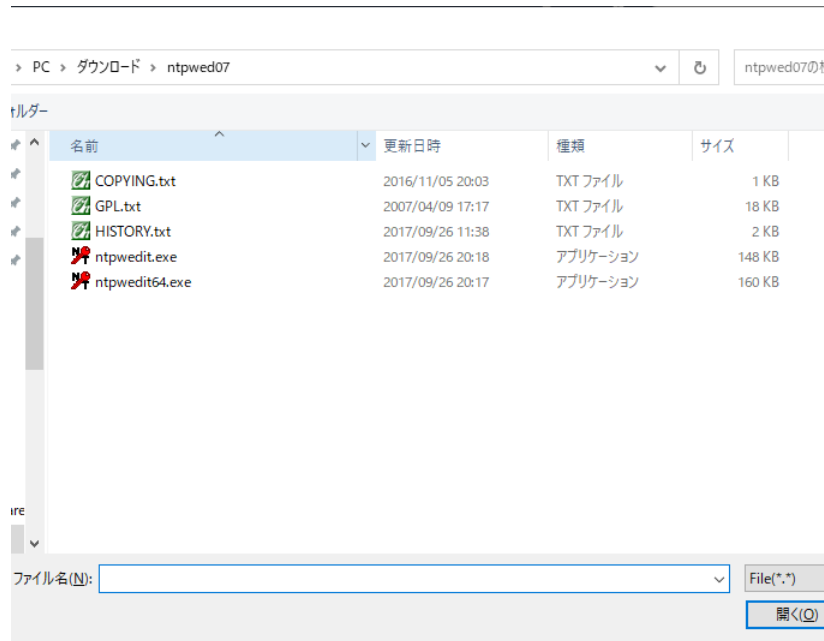 › PC › ダウンロード › ntpwed07 ntpwed07の
ォルダー
名前 更新日時 種類 サイズ
COPYING.txt 2016/11/05 20:03 TXT ファイル 1 KB
GPL.txt 2007/04/09 17:17 TXT ファイル 18 KB
HISTORY.txt 2017/09/26 11:38 TXT ファイル 2 KB
ntpwedit.exe 2017/09/26 20:18 アプリケーション 148 KB
ntpwedit64.exe 2017/09/26 20:17 アプリケーション 160 KB
are
ファイル名(N): File(*.*)
開く(O)